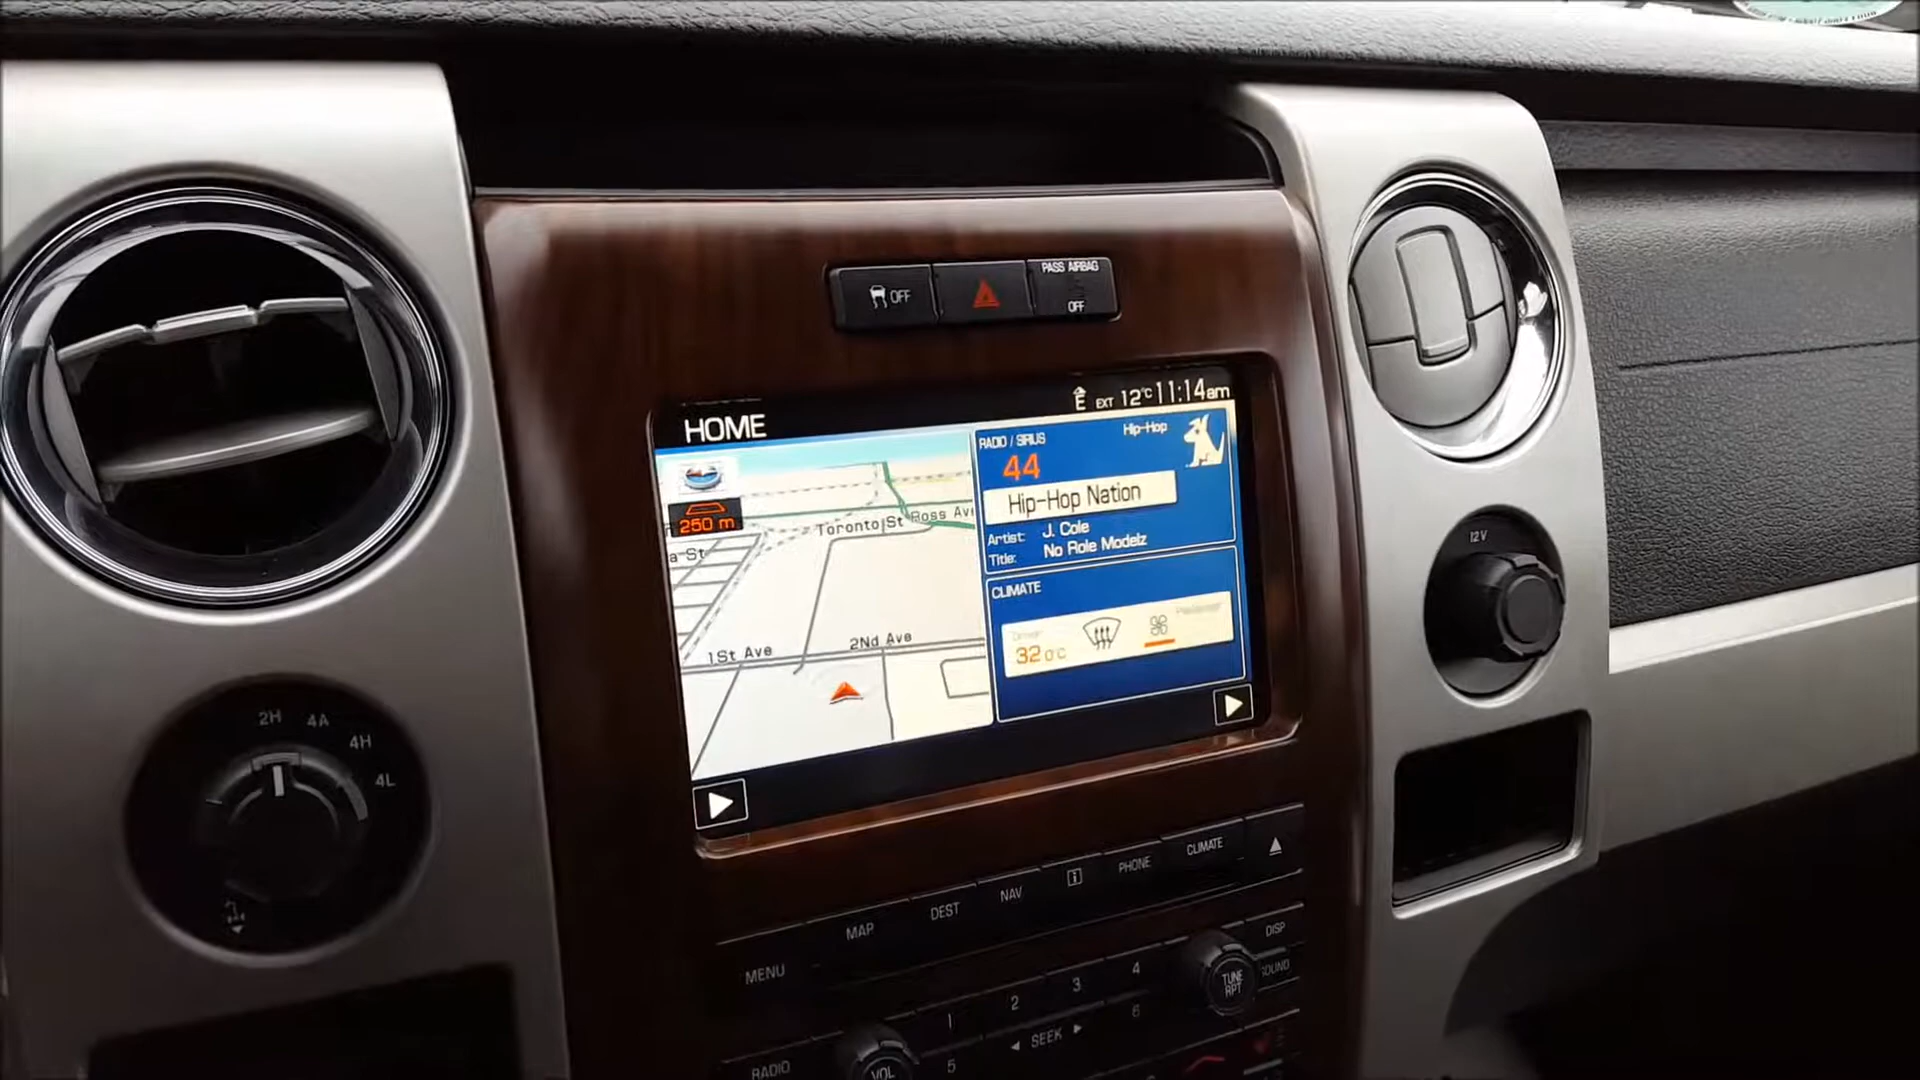 OFF
PASS AIRBAG
OFF
HOME
E EXT 12°C 11:14am
RADIO / SIRIUS Hip-Hop
44
Hip-Hop Nation
Artist: J. Cole
Title: No Role Modelz
250 m
Toronto St Ross Av
a-St
1St Ave
2Nd Ave
CLIMATE
Driver
Passenger
32.0°C
12V
2H
4A
4H
4L
MENU
MAP
DEST
NAV
i
PHONE
CLIMATE
DISP
SOUND
TUNE
RPT
1
2
3
4
5
6
SEEK
RADIO
VOL